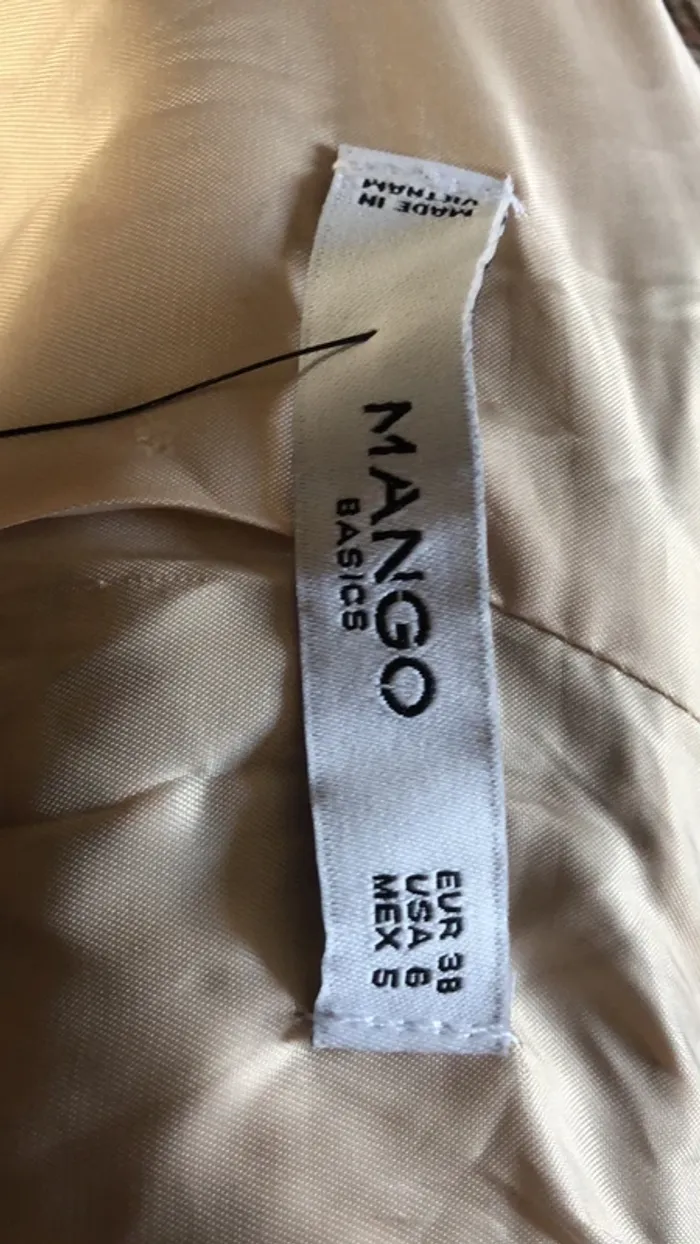 MADE IN
VIETNAM
MANGO
BASICS
EUR 38
USA 6
MEX 5